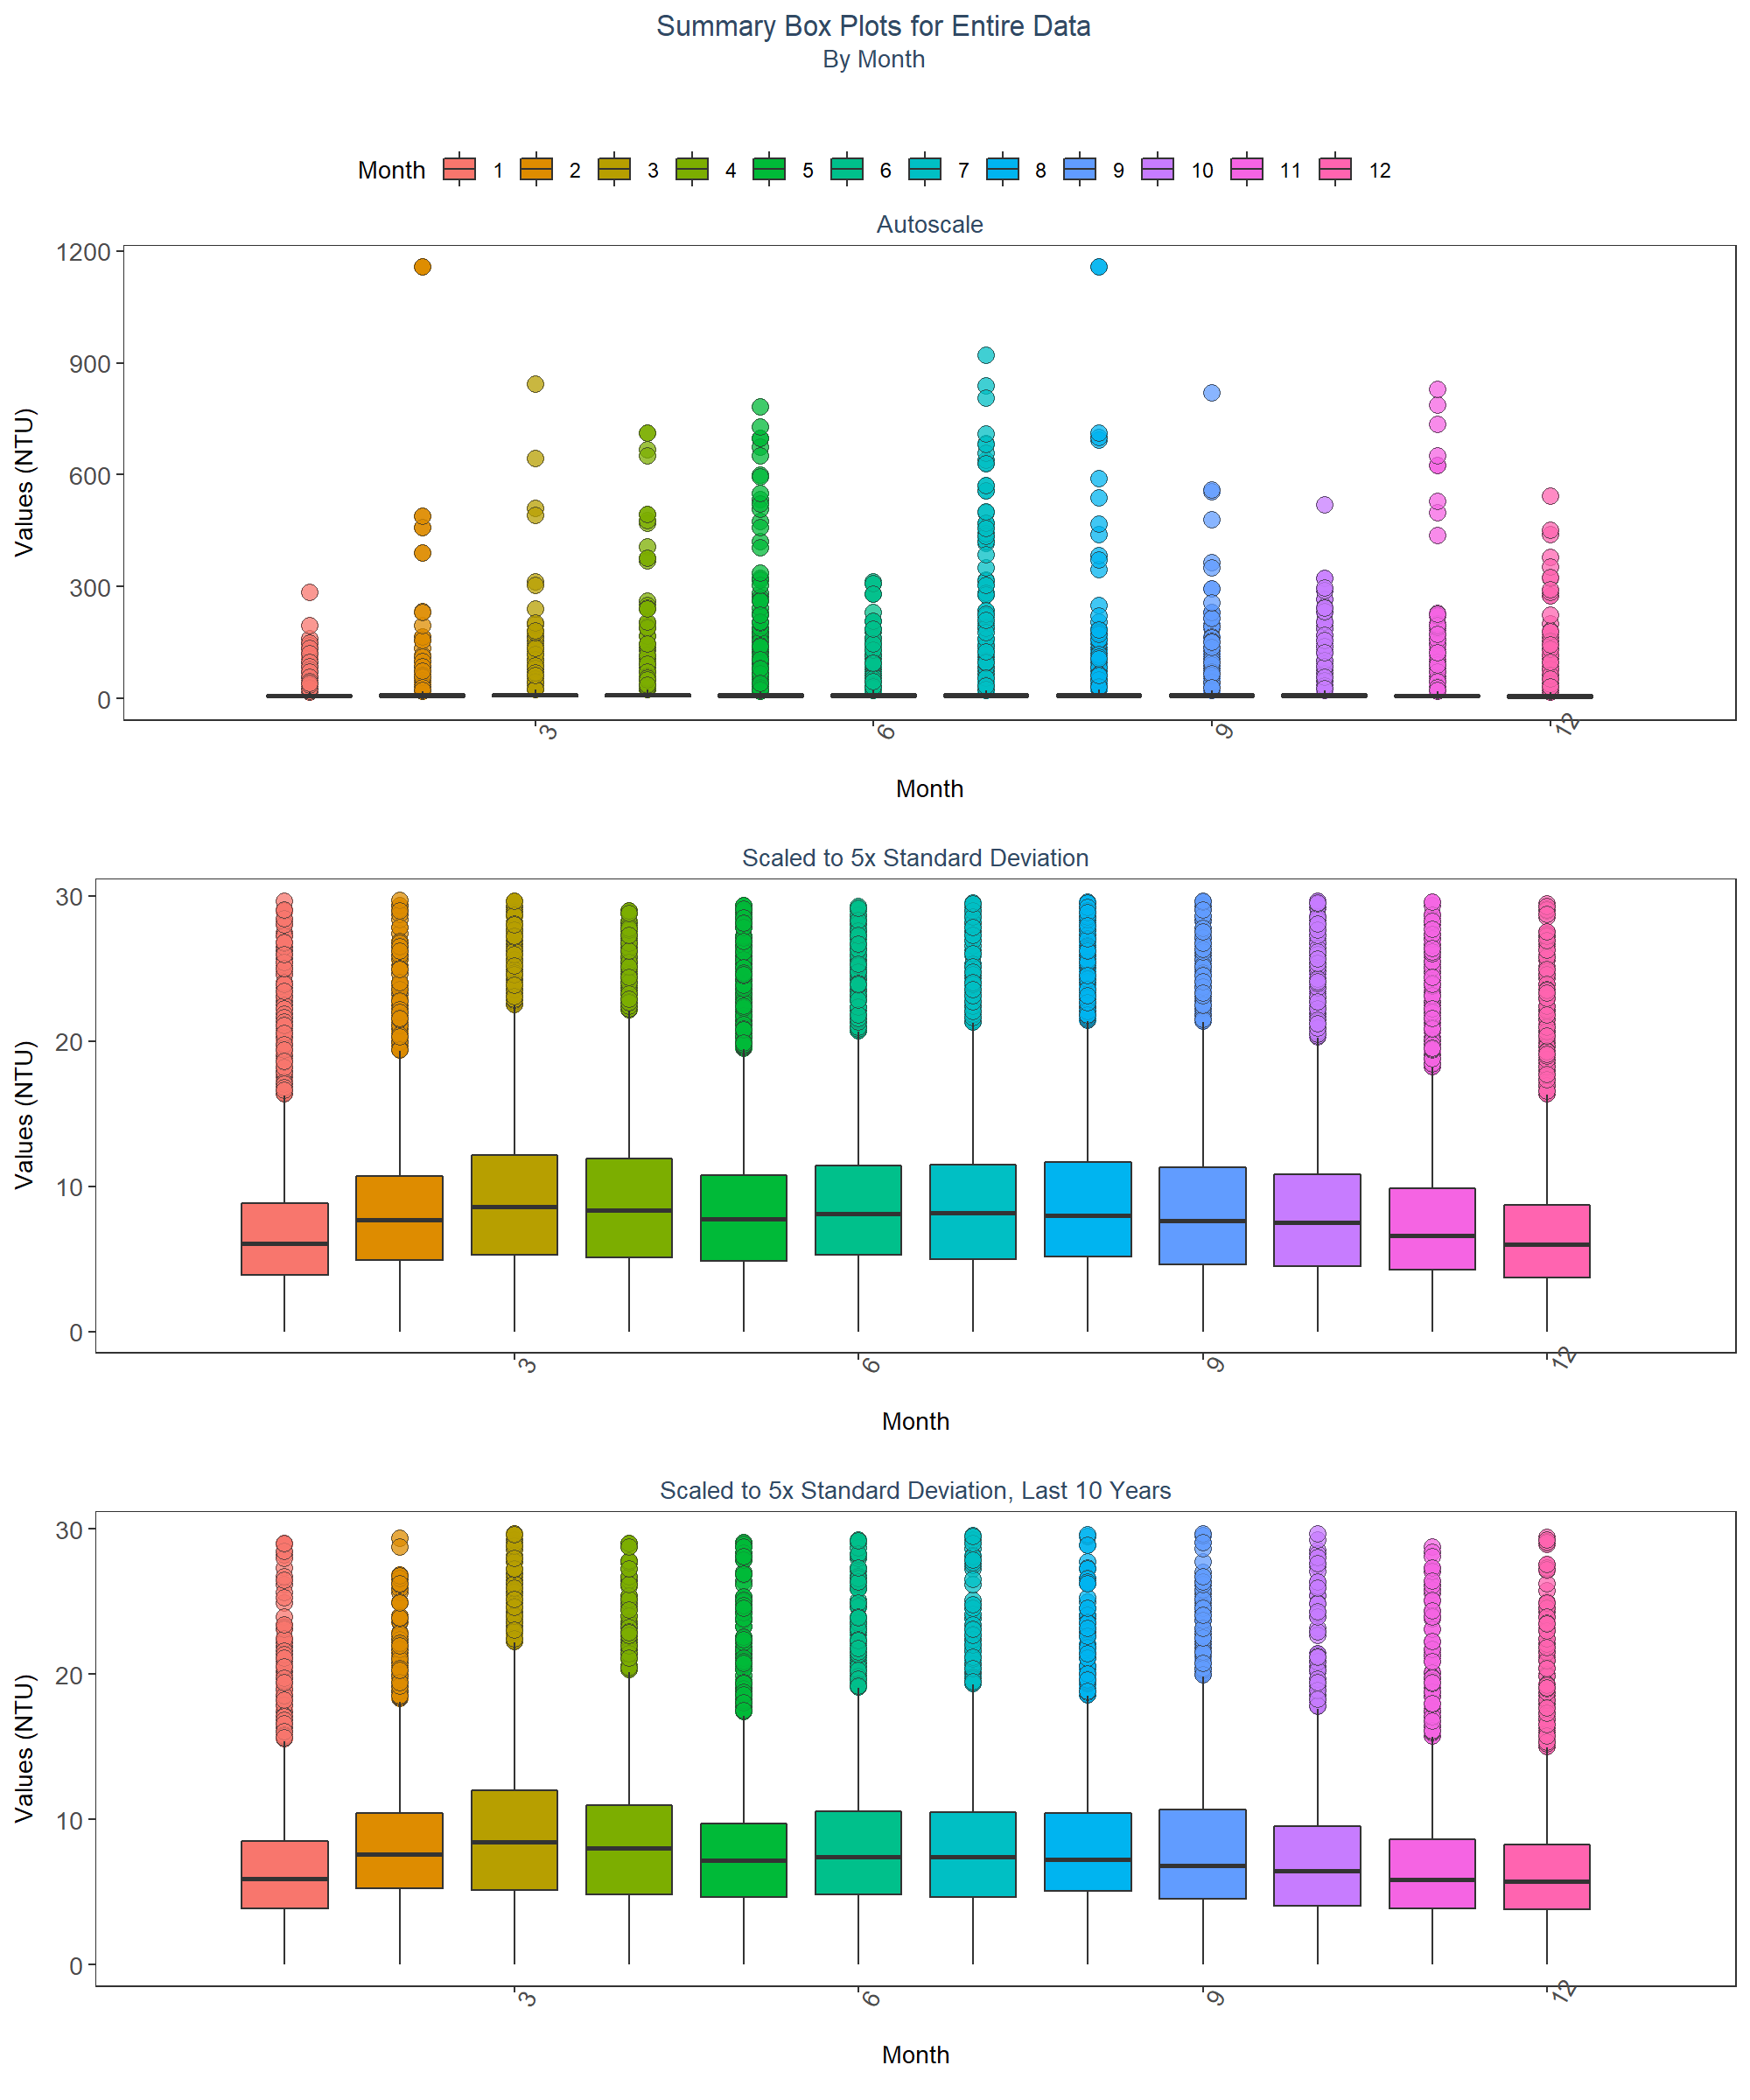 Summary Box Plots for Entire Data
By Month
Month 1 2 3 4 5 6 7 8 9 10 11 12
Autoscale
Values (NTU)
1200
900
600
300
0
3 6 9 12
Month
Scaled to 5x Standard Deviation
Values (NTU)
30
20
10
0
3 6 9 12
Month
Scaled to 5x Standard Deviation, Last 10 Years
Values (NTU)
30
20
10
0
3 6 9 12
Month